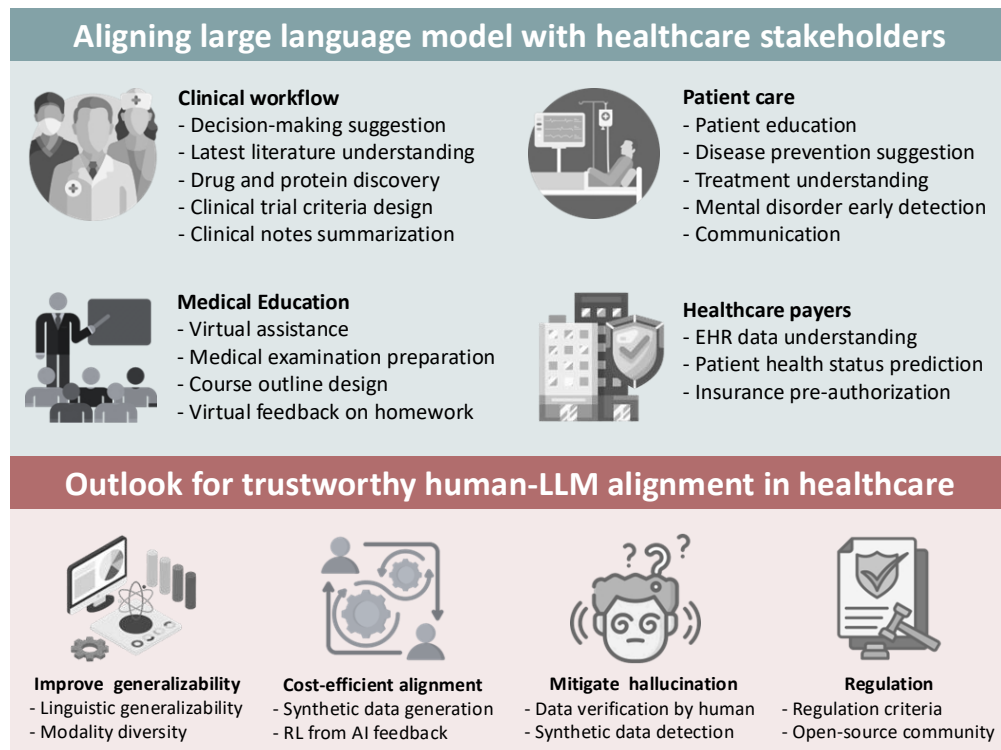 Aligning large language model with healthcare stakeholders
Clinical workflow
- Decision-making suggestion
- Latest literature understanding
- Drug and protein discovery
- Clinical trial criteria design
- Clinical notes summarization
Patient care
- Patient education
- Disease prevention suggestion
- Treatment understanding
- Mental disorder early detection
- Communication
Medical Education
- Virtual assistance
- Medical examination preparation
- Course outline design
- Virtual feedback on homework
Healthcare payers
- EHR data understanding
- Patient health status prediction
- Insurance pre-authorization
Outlook for trustworthy human-LLM alignment in healthcare
???
Improve generalizability
- Linguistic generalizability
- Modality diversity
Cost-efficient alignment
- Synthetic data generation
- RL from AI feedback
Mitigate hallucination
- Data verification by human
- Synthetic data detection
Regulation
- Regulation criteria
- Open-source community